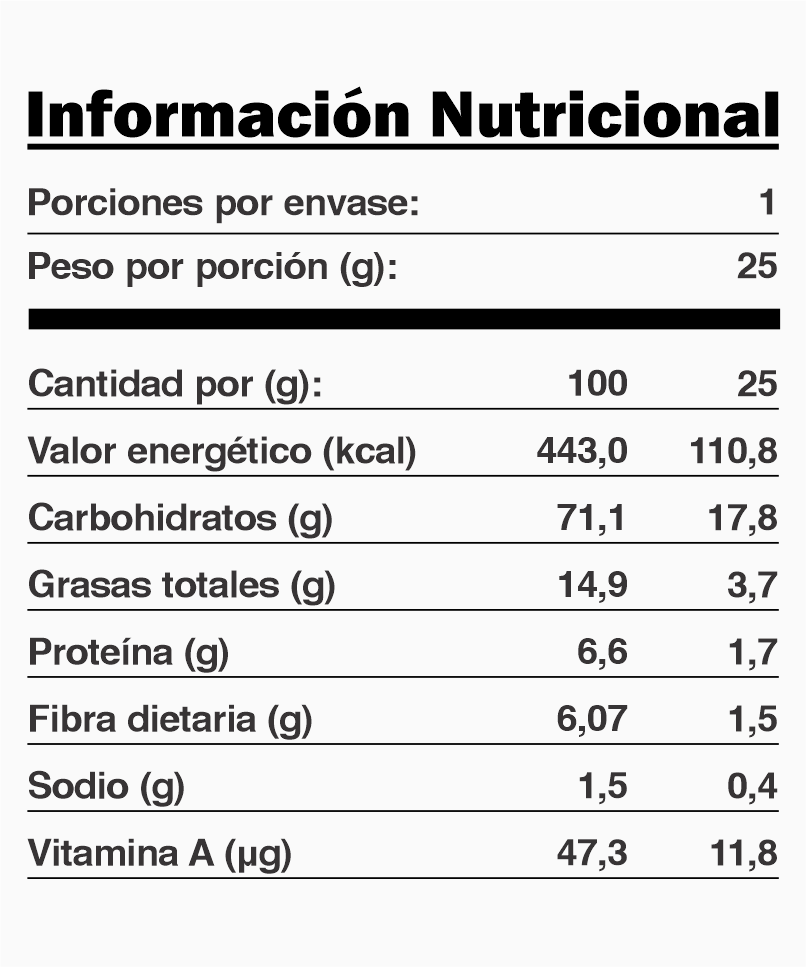 Información Nutricional
Porciones por envase: 1
Peso por porción (g): 25
Cantidad por (g): 100 25
Valor energético (kcal) 443,0 110,8
Carbohidratos (g) 71,1 17,8
Grasas totales (g) 14,9 3,7
Proteína (g) 6,6 1,7
Fibra dietaria (g) 6,07 1,5
Sodio (g) 1,5 0,4
Vitamina A (µg) 47,3 11,8